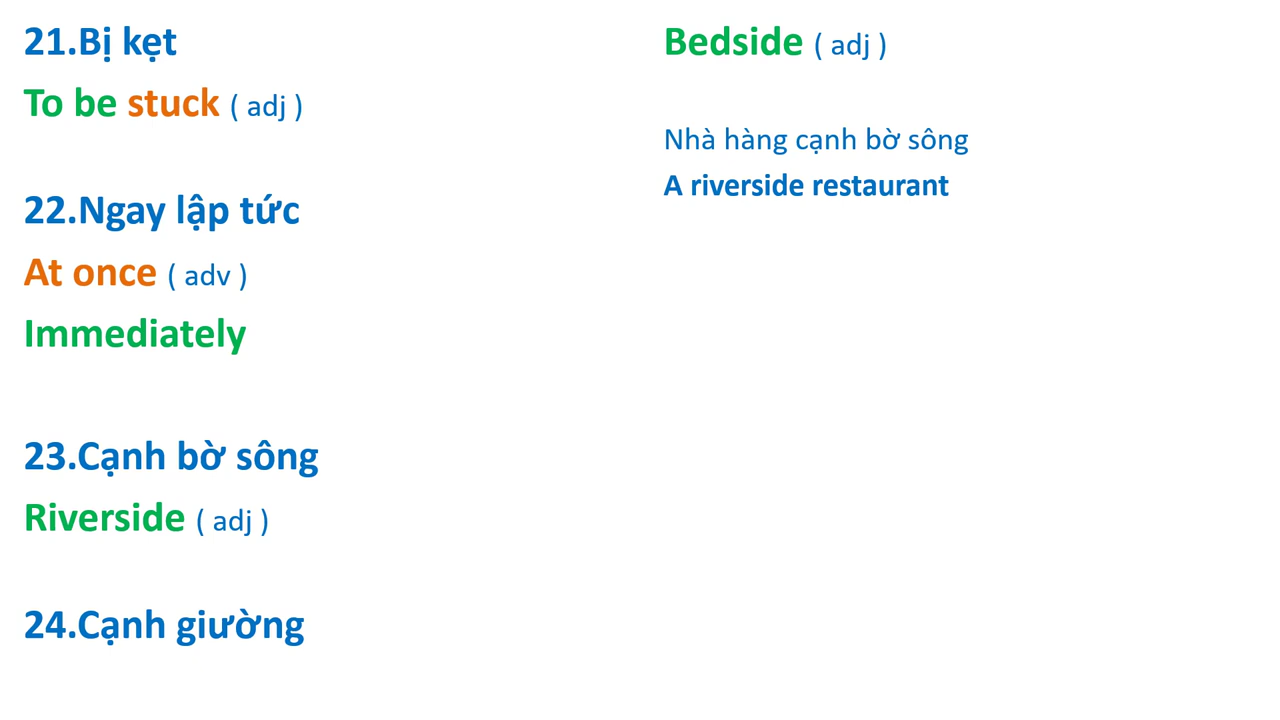 21.Bị kẹt
To be stuck ( adj )
22.Ngay lập tức
At once ( adv )
Immediately
23.Cạnh bờ sông
Riverside ( adj )
24.Cạnh giường
Bedside ( adj )
Nhà hàng cạnh bờ sông
A riverside restaurant